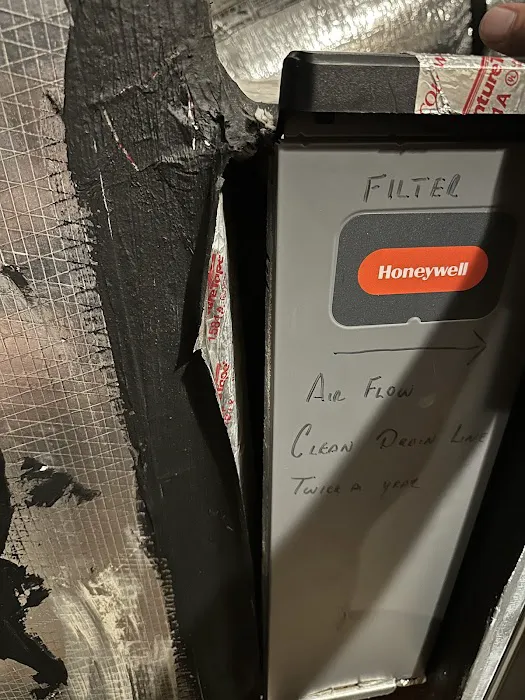 FILTER
Honeywell
AIR FLOW
CLEAN DRAIN LINE
TWICE A YEAR